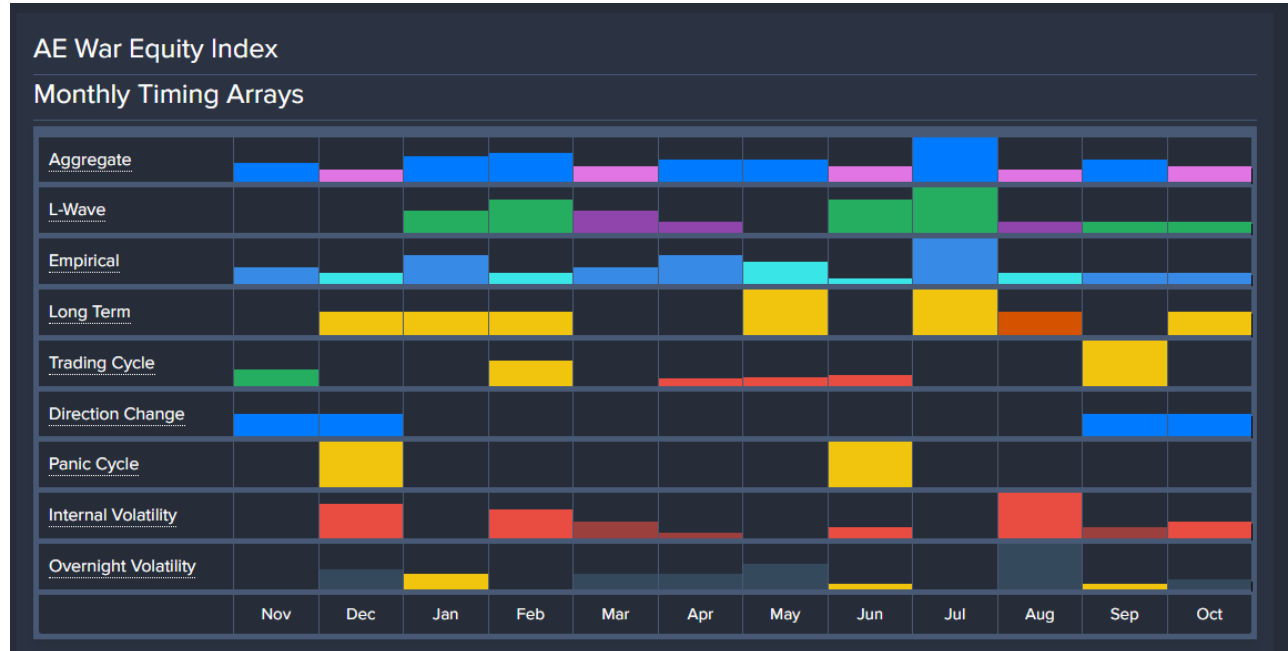 AE War Equity Index
Monthly Timing Arrays
Aggregate
L-Wave
Empirical
Long Term
Trading Cycle
Direction Change
Panic Cycle
Internal Volatility
Overnight Volatility
Nov Dec Jan Feb Mar Apr May Jun Jul Aug Sep Oct